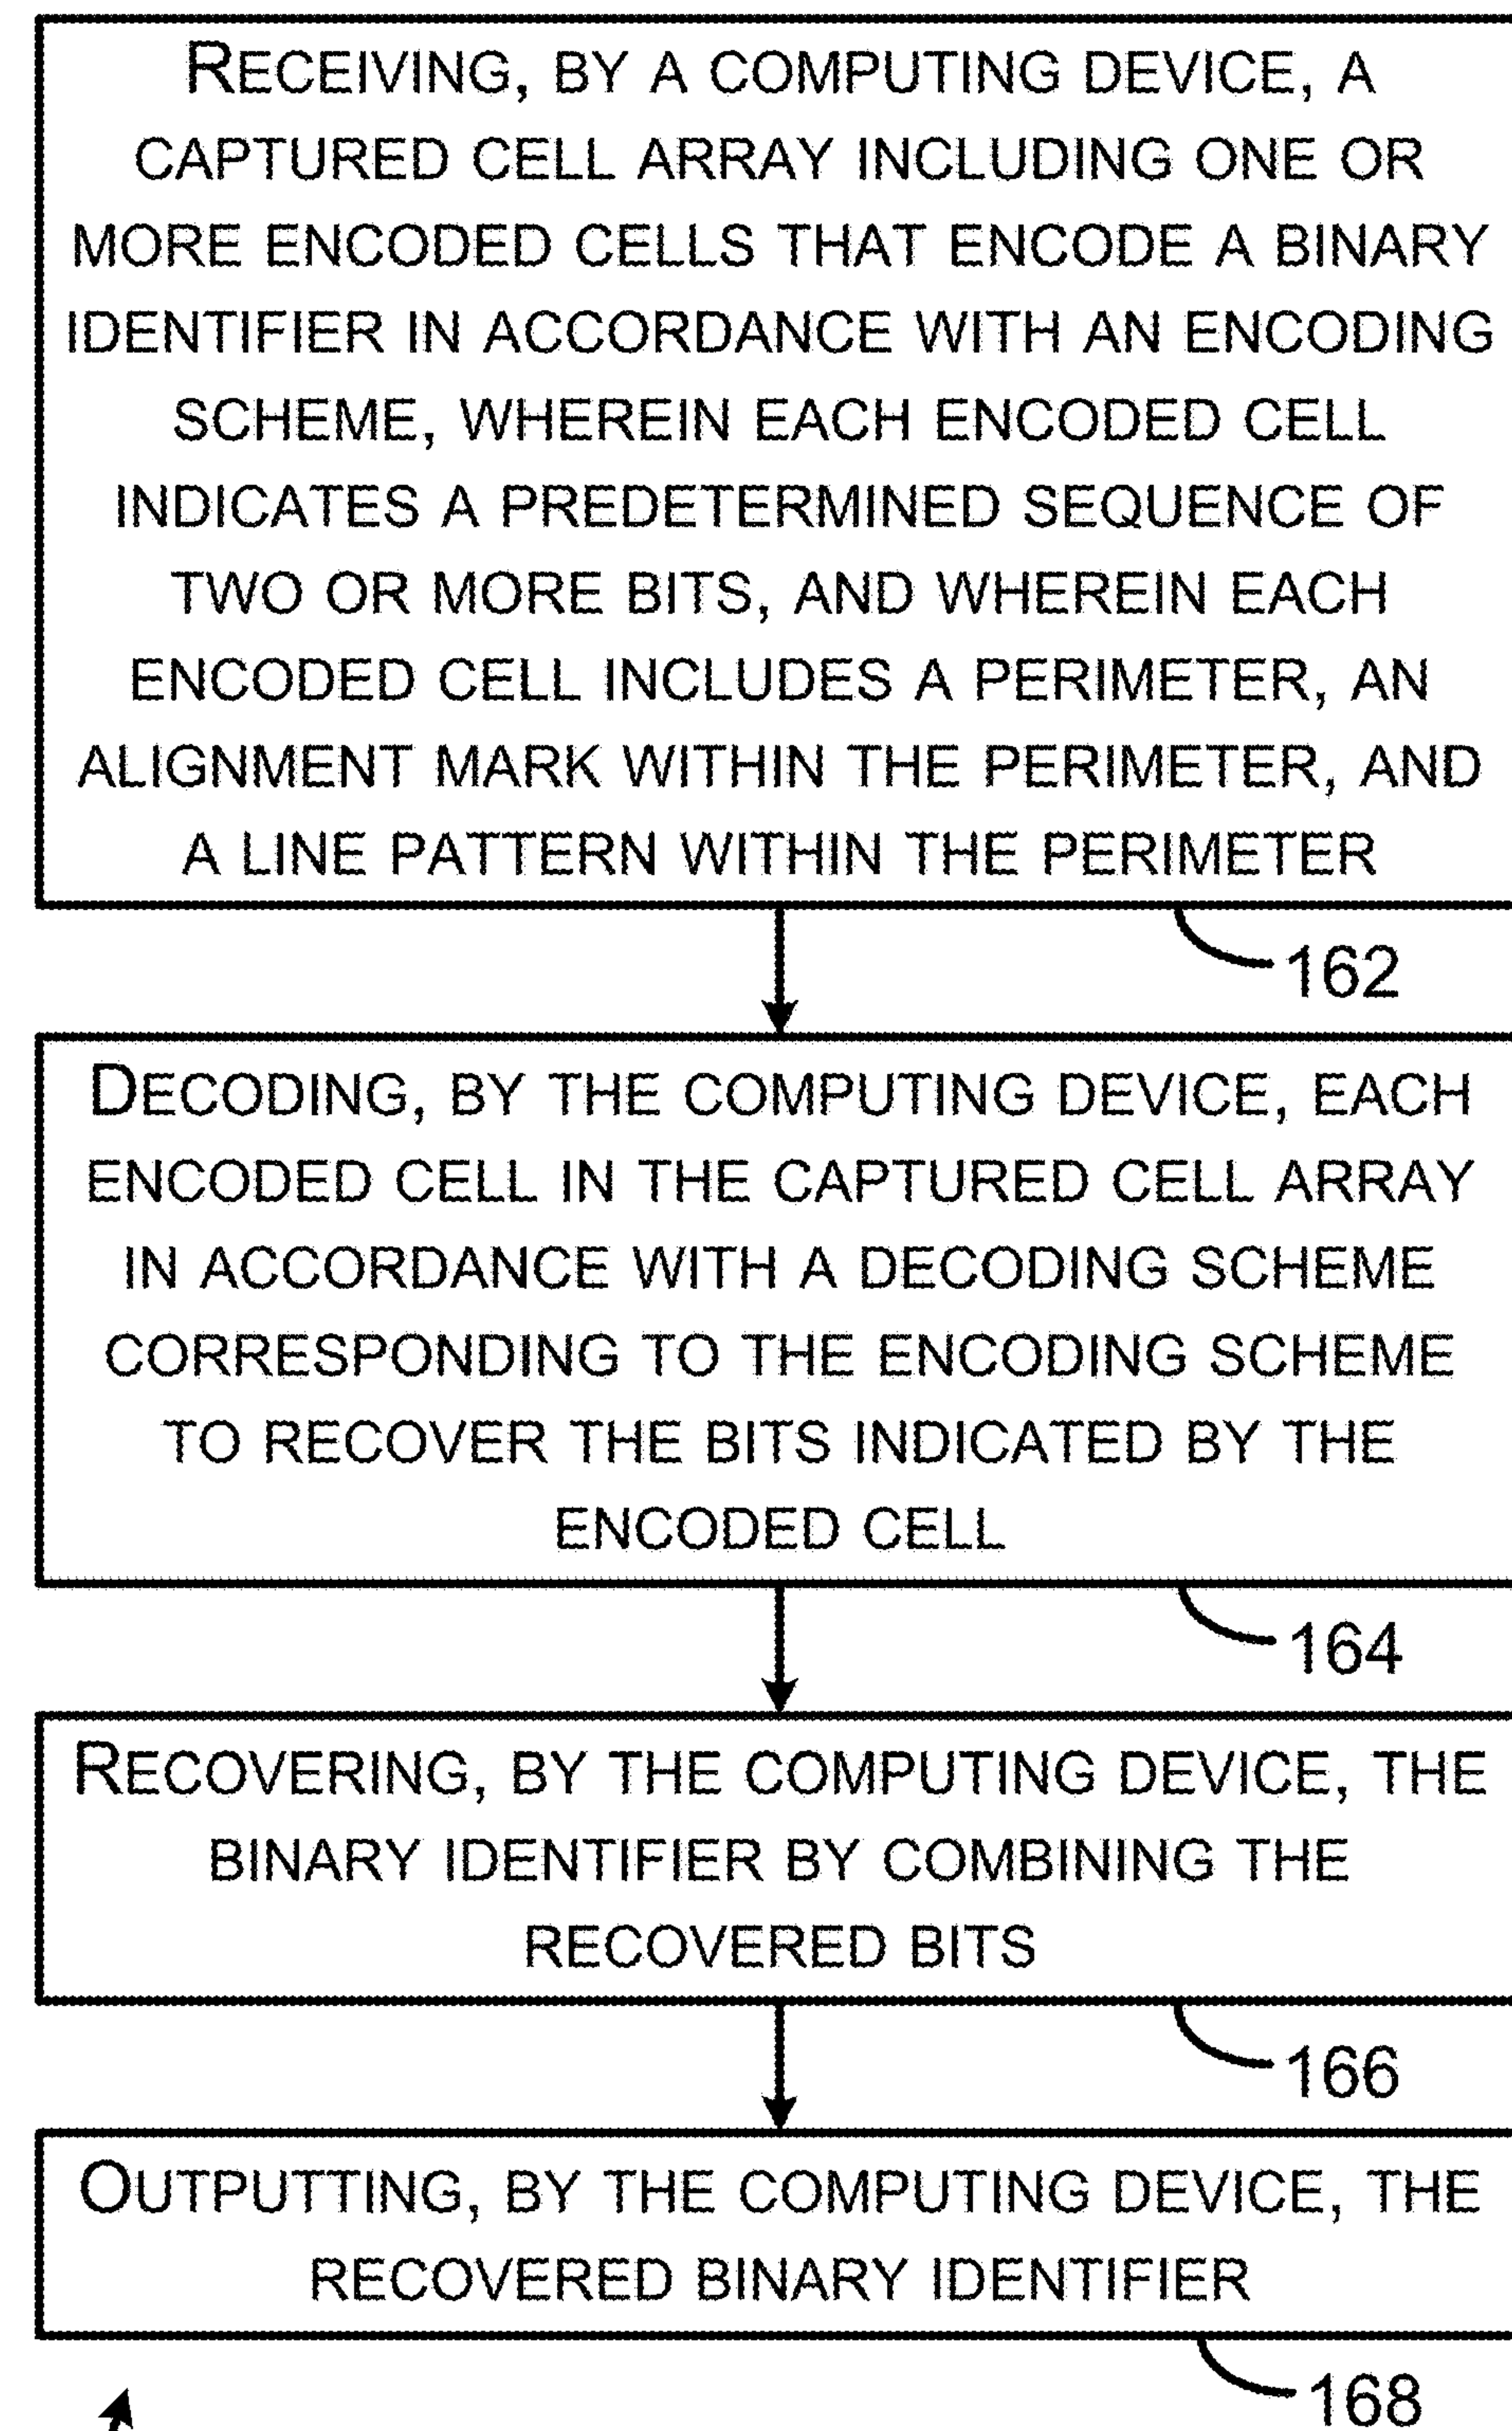 RECEIVING, BY A COMPUTING DEVICE, A
CAPTURED CELL ARRAY INCLUDING ONE OR
MORE ENCODED CELLS THAT ENCODE A BINARY
IDENTIFIER IN ACCORDANCE WITH AN ENCODING
SCHEME, WHEREIN EACH ENCODED CELL
INDICATES A PREDETERMINED SEQUENCE OF
TWO OR MORE BITS, AND WHEREIN EACH
ENCODED CELL INCLUDES A PERIMETER, AN
ALIGNMENT MARK WITHIN THE PERIMETER, AND
A LINE PATTERN WITHIN THE PERIMETER
162
DECODING, BY THE COMPUTING DEVICE, EACH
ENCODED CELL IN THE CAPTURED CELL ARRAY
IN ACCORDANCE WITH A DECODING SCHEME
CORRESPONDING TO THE ENCODING SCHEME
TO RECOVER THE BITS INDICATED BY THE
ENCODED CELL
164
RECOVERING, BY THE COMPUTING DEVICE, THE
BINARY IDENTIFIER BY COMBINING THE
RECOVERED BITS
166
OUTPUTTING, BY THE COMPUTING DEVICE, THE
RECOVERED BINARY IDENTIFIER
168